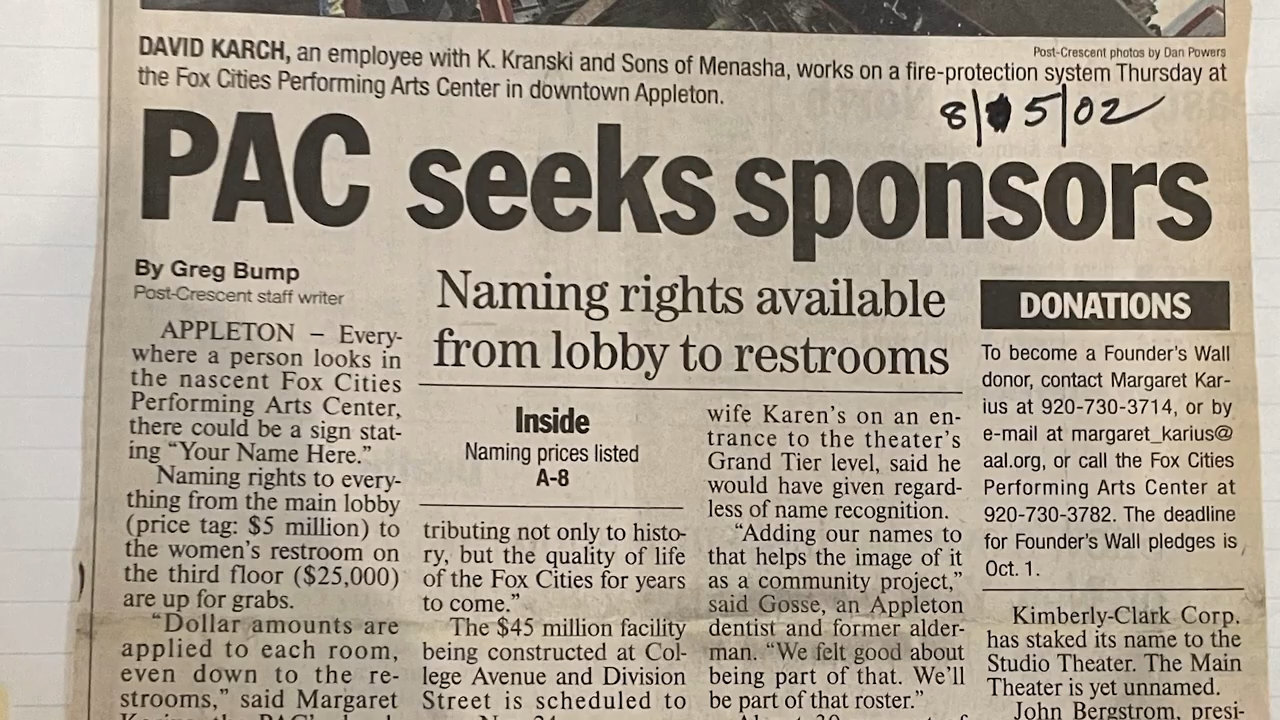 Post-Crescent photos by Dan Powers
DAVID KARCH, an employee with K. Kranski and Sons of Menasha, works on a fire-protection system Thursday at
the Fox Cities Performing Arts Center in downtown Appleton.
8/5/02
PAC seeks sponsors
By Greg Bump
Post-Crescent staff writer
Naming rights available
from lobby to restrooms
APPLETON – Every-
where a person looks in
the nascent Fox Cities
Performing Arts Center,
there could be a sign stat-
ing “Your Name Here.”
Naming rights to every-
thing from the main lobby
(price tag: $5 million) to
the women's restroom on
the third floor ($25,000)
are up for grabs.
“Dollar amounts are
applied to each room,
even down to the re-
strooms,” said Margaret
Inside
Naming prices listed
A-8
tributing not only to histo-
ry, but the quality of life
of the Fox Cities for years
to come.”
The $45 million facility
being constructed at Col-
lege Avenue and Division
Street is scheduled to
wife Karen's on an en-
trance to the theater's
Grand Tier level, said he
would have given regard-
less of name recognition.
“Adding our names to
that helps the image of it
as a community project,”
said Gosse, an Appleton
dentist and former alder-
man. “We felt good about
being part of that. We'll
be part of that roster.”
DONATIONS
To become a Founder's Wall
donor, contact Margaret Kar-
ius at 920-730-3714, or by
e-mail at margaret_karius@
aal.org, or call the Fox Cities
Performing Arts Center at
920-730-3782. The deadline
for Founder's Wall pledges is
Oct. 1.
Kimberly-Clark Corp.
has staked its name to the
Studio Theater. The Main
Theater is yet unnamed.
John Bergstrom, presi-